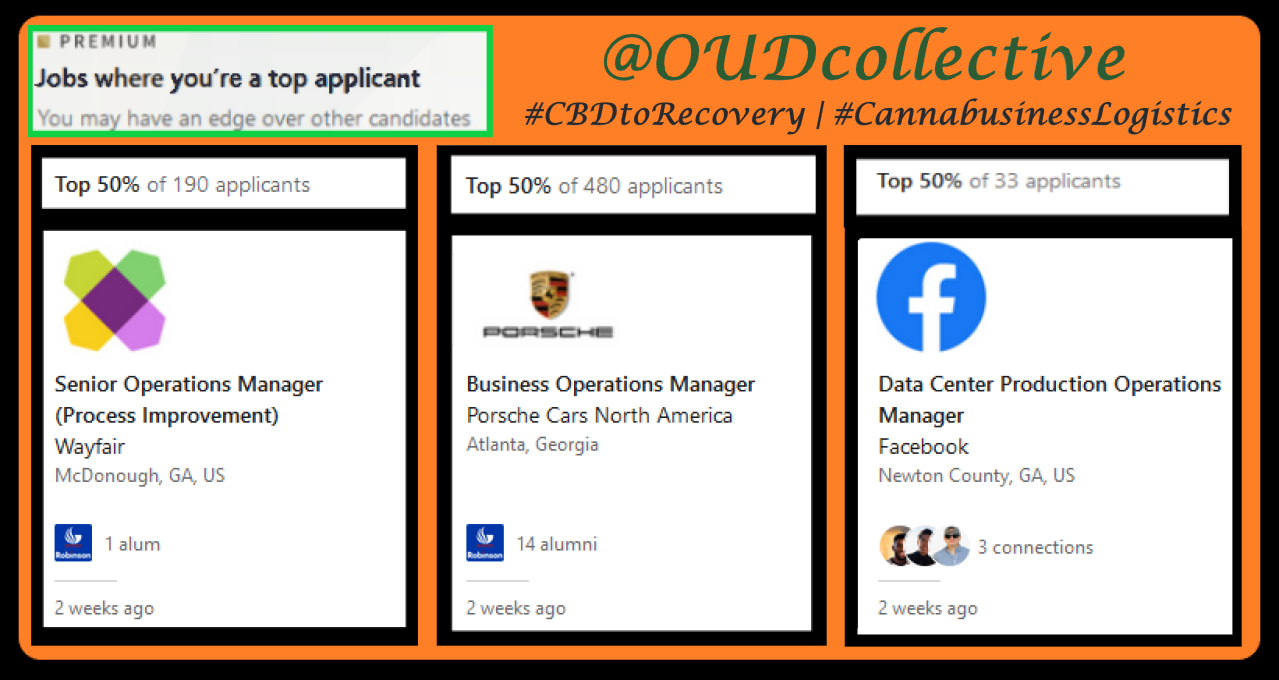 PREMIUM
Jobs where you're a top applicant
You may have an edge over other candidates
@OUDcollective
#CBDtoRecovery | #CannabusinessLogistics
Top 50% of 190 applicants
Senior Operations Manager
(Process Improvement)
Wayfair
McDonough, GA, US
Robinson
1 alum
2 weeks ago
Top 50% of 480 applicants
PORSCHE
Business Operations Manager
Porsche Cars North America
Atlanta, Georgia
Robinson
14 alumni
2 weeks ago
Top 50% of 33 applicants
Data Center Production Operations
Manager
Facebook
Newton County, GA, US
3 connections
2 weeks ago